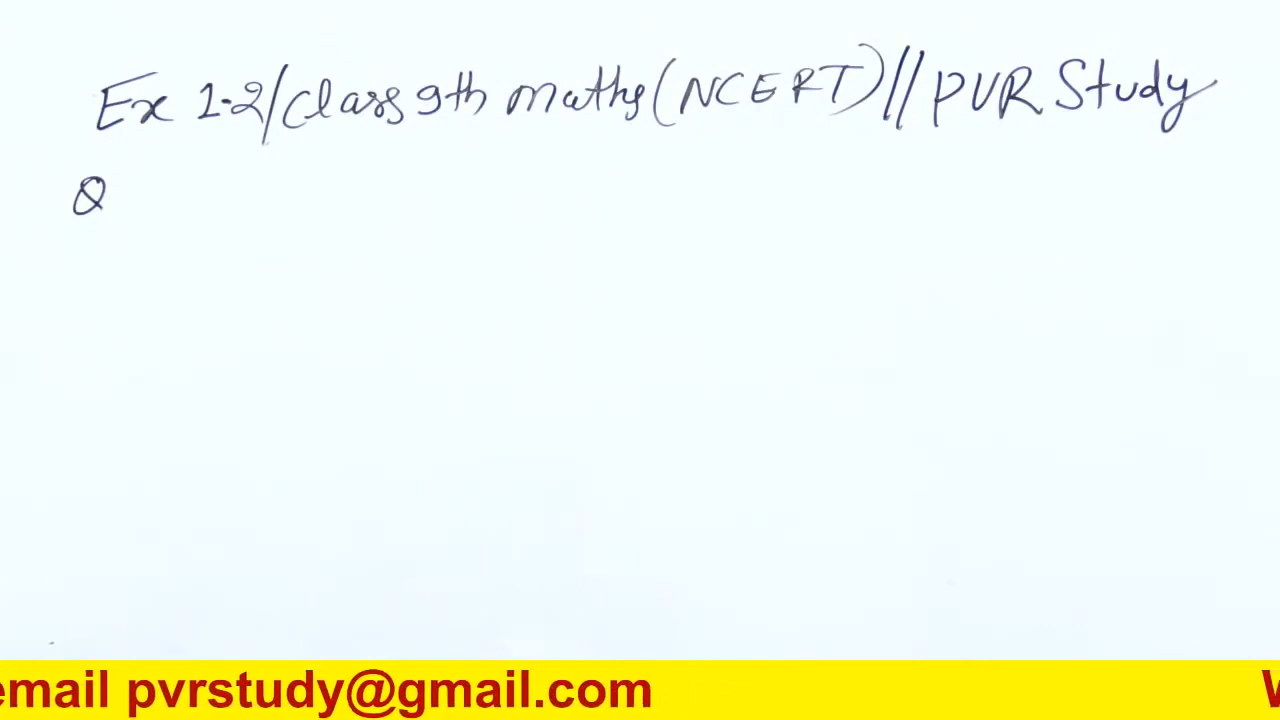 Ex 1.2/Class 9th maths (NCERT)//PVR Study
Q
email pvrstudy@gmail.com